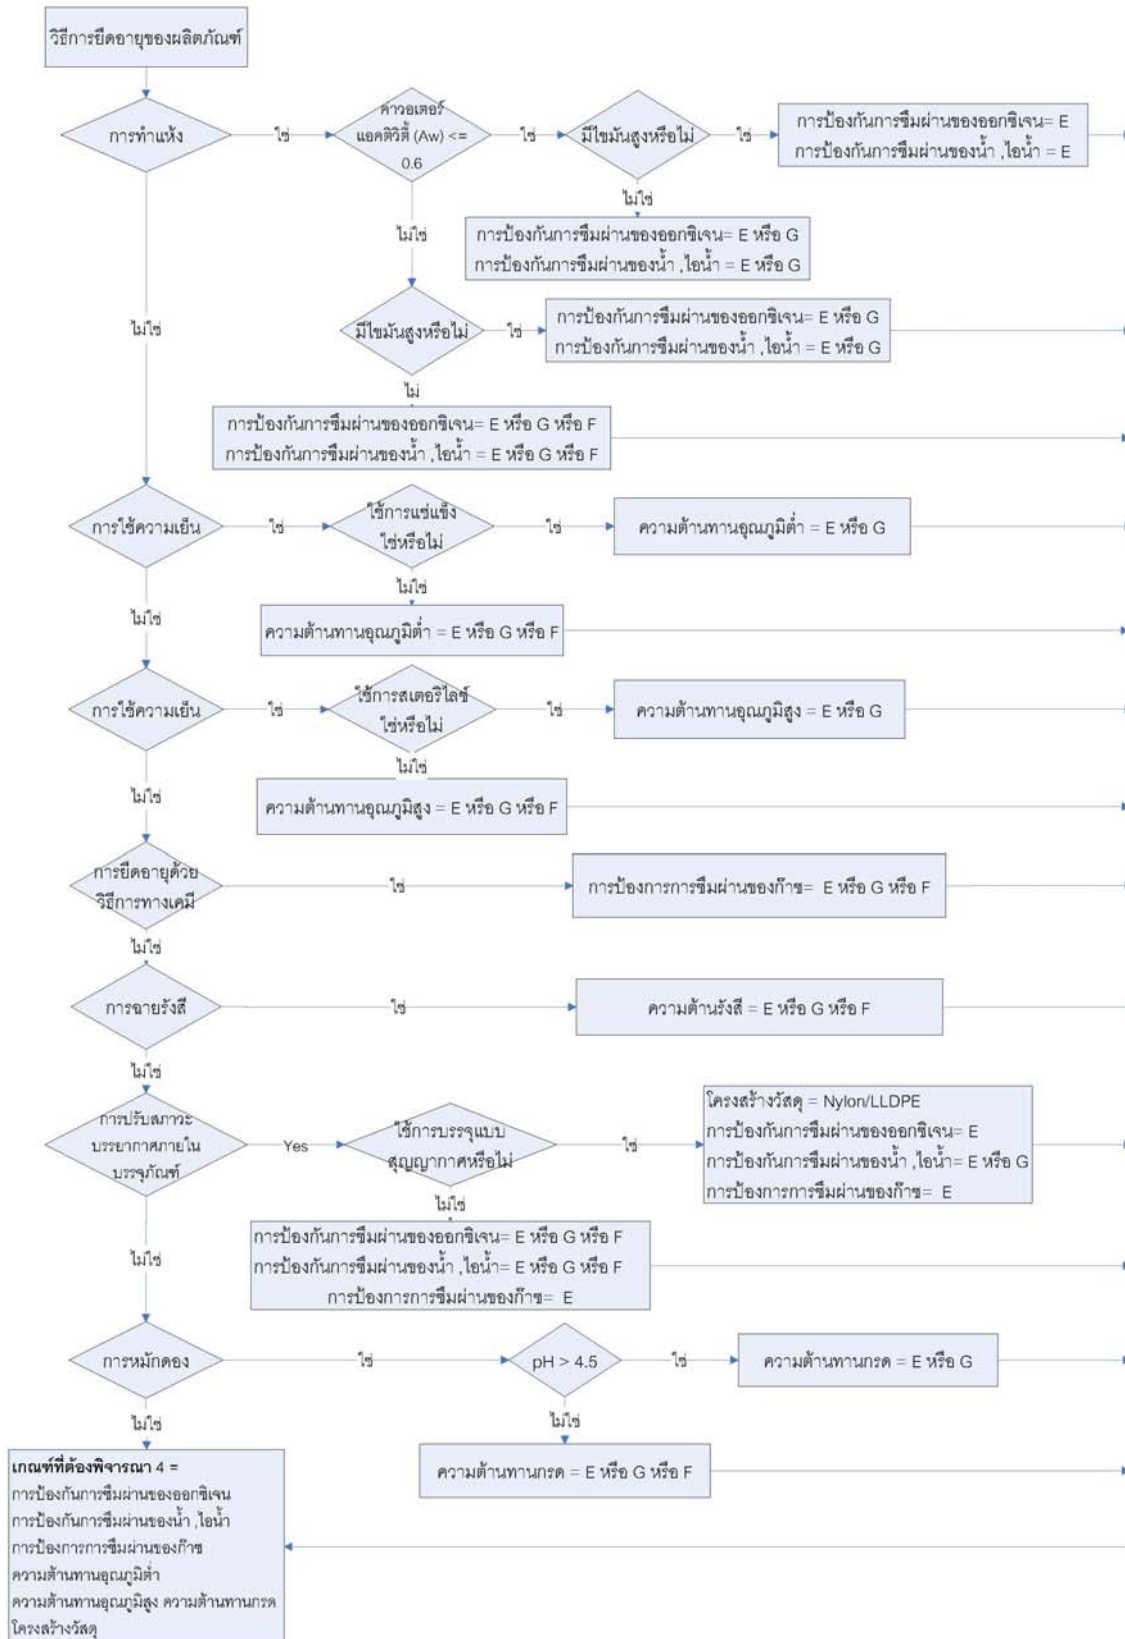 วิธีการยืดอายุของผลิตภัณฑ์
การทำแห้ง
ใช่
ค่าวอเตอร์
แอคติวิตี้ (Aw) <=
0.6
ใช่
มีไขมันสูงหรือไม่
ใช่
การป้องกันการซึมผ่านของออกซิเจน= E
การป้องกันการซึมผ่านของน้ำ ,ไอน้ำ = E
ไม่ใช่
การป้องกันการซึมผ่านของออกซิเจน= E หรือ G
การป้องกันการซึมผ่านของน้ำ ,ไอน้ำ = E หรือ G
ไม่ใช่
ไม่ใช่
มีไขมันสูงหรือไม่
ใช่
การป้องกันการซึมผ่านของออกซิเจน= E หรือ G
การป้องกันการซึมผ่านของน้ำ ,ไอน้ำ = E หรือ G
ไม่
การป้องกันการซึมผ่านของออกซิเจน= E หรือ G หรือ F
การป้องกันการซึมผ่านของน้ำ ,ไอน้ำ = E หรือ G หรือ F
การใช้ความเย็น
ใช่
ใช้การแช่แข็ง
ใช่หรือไม่
ใช่
ความต้านทานอุณภูมิต่ำ = E หรือ G
ไม่ใช่
ไม่ใช่
ความต้านทานอุณภูมิต่ำ = E หรือ G หรือ F
การใช้ความเย็น
ใช่
ใช้การสเตอริไลซ์
ใช่หรือไม่
ใช่
ความต้านทานอุณภูมิสูง = E หรือ G
ไม่ใช่
ไม่ใช่
ความต้านทานอุณภูมิสูง = E หรือ G หรือ F
การยืดอายุด้วย
วิธีการทางเคมี
ใช่
การป้องการการซึมผ่านของก๊าซ= E หรือ G หรือ F
ไม่ใช่
การฉายรังสี
ใช่
ความต้านรังสี = E หรือ G หรือ F
ไม่ใช่
การปรับสภาวะ
บรรยากาศภายใน
บรรจุภัณฑ์
Yes
ใช้การบรรจุแบบ
สุญญากาศหรือไม่
ใช่
โครงสร้างวัสดุ = Nylon/LLDPE
การป้องกันการซึมผ่านของออกซิเจน= E
การป้องกันการซึมผ่านของน้ำ ,ไอน้ำ= E หรือ G
การป้องการการซึมผ่านของก๊าซ= E
ไม่ใช่
ไม่ใช่
การป้องกันการซึมผ่านของออกซิเจน= E หรือ G หรือ F
การป้องกันการซึมผ่านของน้ำ ,ไอน้ำ= E หรือ G หรือ F
การป้องการการซึมผ่านของก๊าซ= E
การหมักดอง
ใช่
pH > 4.5
ใช่
ความต้านทานกรด = E หรือ G
ไม่ใช่
ไม่ใช่
ความต้านทานกรด = E หรือ G หรือ F
เกณฑ์ที่ต้องพิจารณา 4 =
การป้องกันการซึมผ่านของออกซิเจน
การป้องกันการซึมผ่านของน้ำ ,ไอน้ำ
การป้องการการซึมผ่านของก๊าซ
ความต้านทานอุณภูมิต่ำ
ความต้านทานอุณภูมิสูง ความต้านทานกรด
โครงสร้างวัสดุ